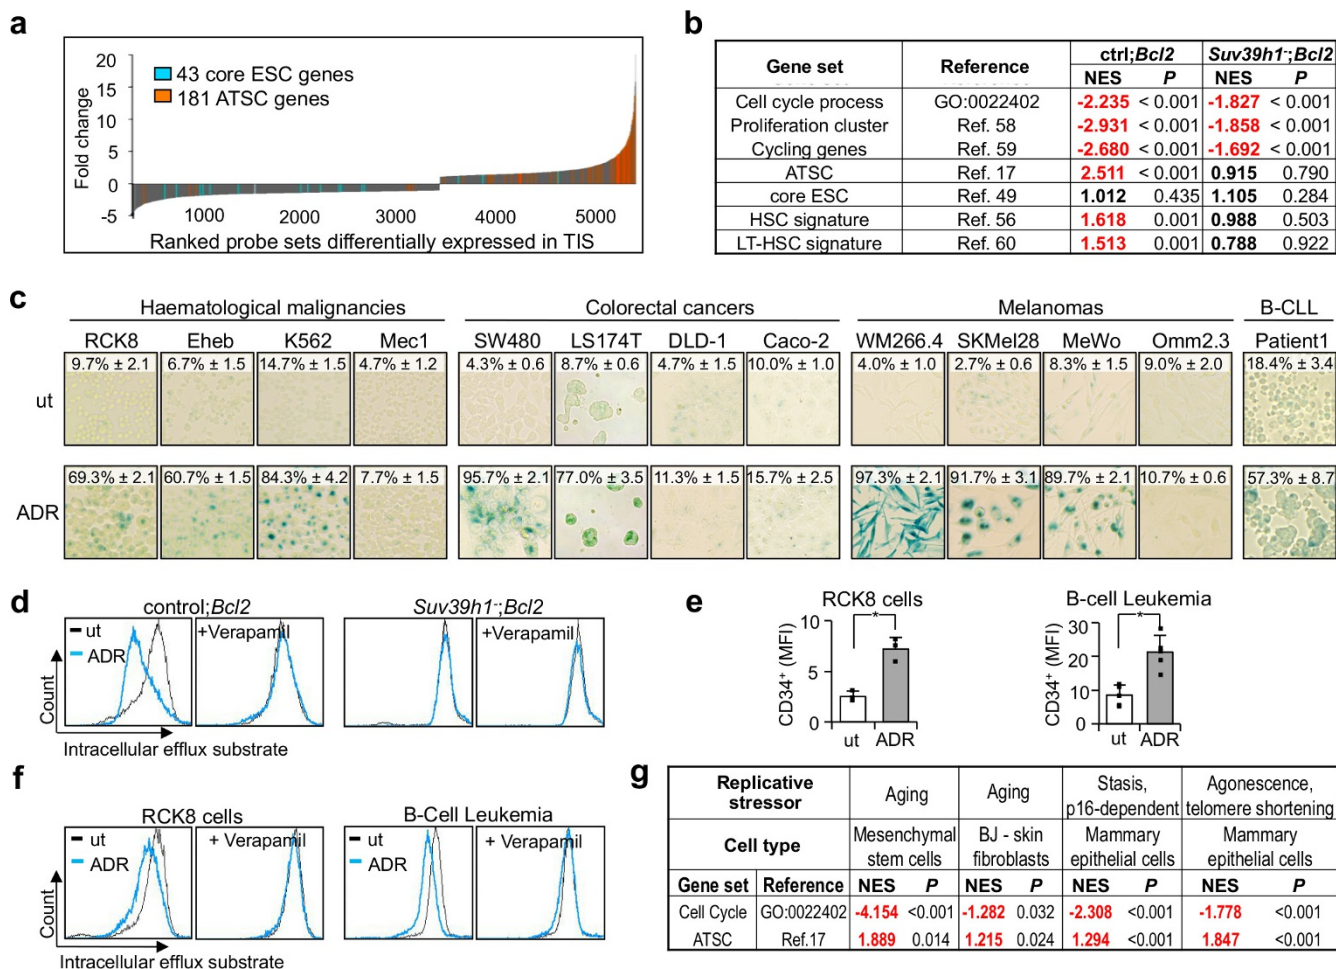 a
20
15
10
5
0
-5
Fold change
43 core ESC genes
181 ATSC genes
1000 2000 3000 4000 5000
Ranked probe sets differentially expressed in TIS
b
Gene set Reference ctrl;Bcl2 Suv39h1-;Bcl2
NES P NES P
Cell cycle process GO:0022402 -2.235 < 0.001 -1.827 < 0.001
Proliferation cluster Ref. 58 -2.931 < 0.001 -1.858 < 0.001
Cycling genes Ref. 59 -2.680 < 0.001 -1.692 < 0.001
ATSC Ref. 17 2.511 < 0.001 0.915 0.790
core ESC Ref. 49 1.012 0.435 1.105 0.284
HSC signature Ref. 56 1.618 0.001 0.988 0.503
LT-HSC signature Ref. 60 1.513 0.001 0.788 0.922
c
Haematological malignancies Colorectal cancers Melanomas B-CLL
RCK8 Eheb K562 Mec1 SW480 LS174T DLD-1 Caco-2 WM266.4 SKMel28 MeWo Omm2.3 Patient1
ut
9.7% ± 2.1 6.7% ± 1.5 14.7% ± 1.5 4.7% ± 1.2 4.3% ± 0.6 8.7% ± 0.6 4.7% ± 1.5 10.0% ± 1.0 4.0% ± 1.0 2.7% ± 0.6 8.3% ± 1.5 9.0% ± 2.0 18.4% ± 3.4
ADR
69.3% ± 2.1 60.7% ± 1.5 84.3% ± 4.2 7.7% ± 1.5 95.7% ± 2.1 77.0% ± 3.5 11.3% ± 1.5 15.7% ± 2.5 97.3% ± 2.1 91.7% ± 3.1 89.7% ± 2.1 10.7% ± 0.6 57.3% ± 8.7
d
control;Bcl2 Suv39h1-;Bcl2
ut
ADR
+Verapamil +Verapamil
Count
Intracellular efflux substrate
e
RCK8 cells
*
10
5
0
CD34+ (MFI)
ut ADR
B-cell Leukemia
*
30
20
10
0
CD34+ (MFI)
ut ADR
f
RCK8 cells B-Cell Leukemia
ut + Verapamil ut + Verapamil
ADR ADR
Count
Intracellular efflux substrate
g
Replicative stressor Aging Aging Stasis, p16-dependent Agonescence, telomere shortening
Cell type Mesenchymal stem cells BJ - skin fibroblasts Mammary epithelial cells Mammary epithelial cells
Gene set Reference NES P NES P NES P NES P
Cell Cycle GO:0022402 -4.154 <0.001 -1.282 0.032 -2.308 <0.001 -1.778 <0.001
ATSC Ref.17 1.889 0.014 1.215 0.024 1.294 <0.001 1.847 <0.001